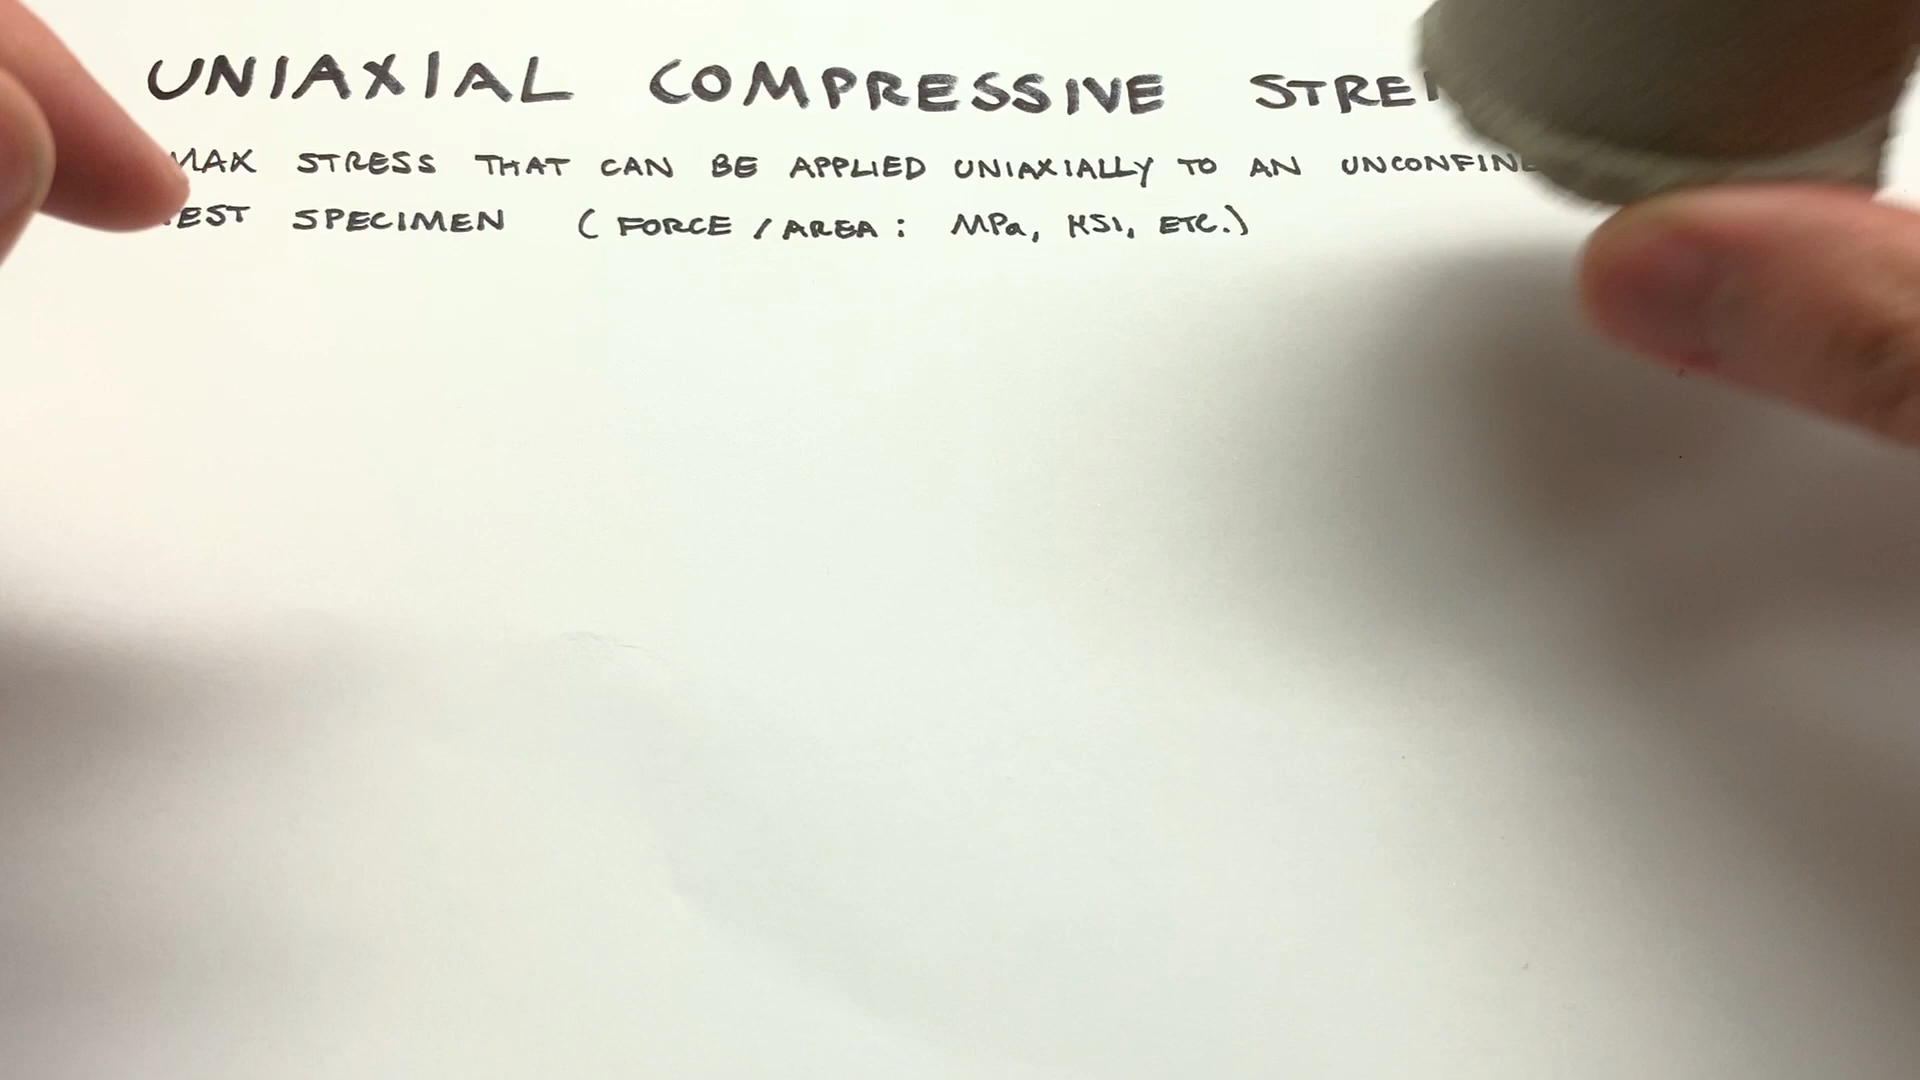 UNIAXIAL COMPRESSIVE STRE
MAX STRESS THAT CAN BE APPLIED UNIAXIALLY TO AN UNCONFINE
EST SPECIMEN (FORCE / AREA: MPa, KSI, ETC.)